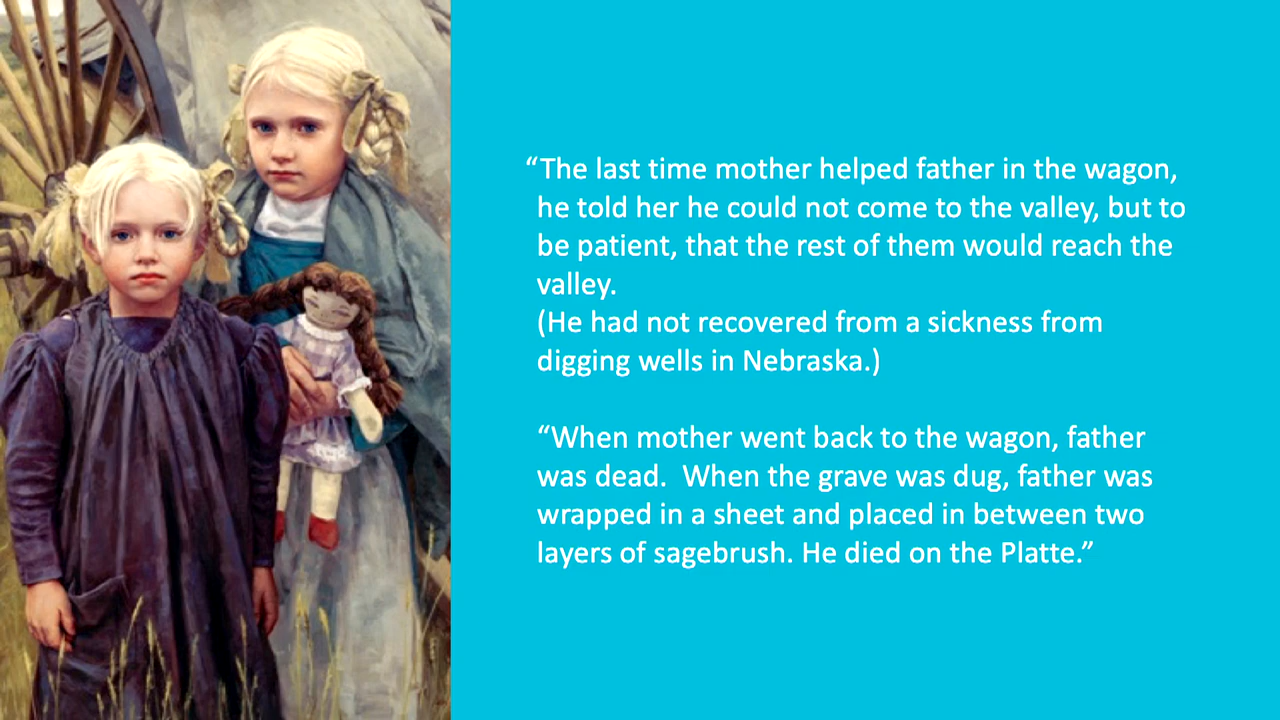 “The last time mother helped father in the wagon,
he told her he could not come to the valley, but to
be patient, that the rest of them would reach the
valley.
(He had not recovered from a sickness from
digging wells in Nebraska.)
“When mother went back to the wagon, father
was dead.  When the grave was dug, father was
wrapped in a sheet and placed in between two
layers of sagebrush. He died on the Platte.”